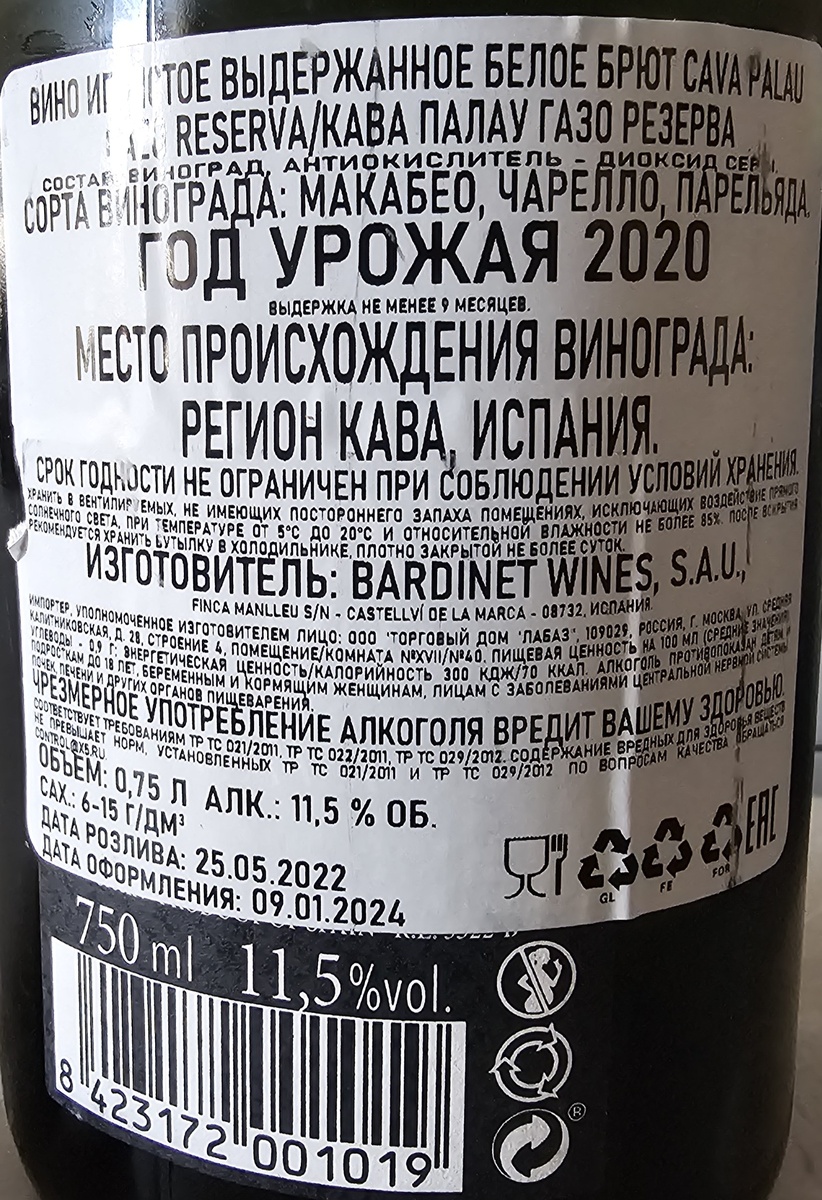 ВИНО ВЫДЕРЖАННОЕ БЕЛОЕ БРЮТ CAVA PALAU
RESERVA/КАВА ПАЛАУ ГАЗО РЕЗЕРВА
СОСТАВ: ВИНОГРАД, АНТИОКИСЛИТЕЛЬ - ДИОКСИД СЕРЫ.
СОРТА ВИНОГРАДА: МАКАБЕО, ЧАРЕЛЛО, ПАРЕЛЬЯДА.
ГОД УРОЖАЯ 2020
ВЫДЕРЖКА НЕ МЕНЕЕ 9 МЕСЯЦЕВ.
МЕСТО ПРОИСХОЖДЕНИЯ ВИНОГРАДА:
РЕГИОН КАВА, ИСПАНИЯ.
СРОК ГОДНОСТИ НЕ ОГРАНИЧЕН ПРИ СОБЛЮДЕНИИ УСЛОВИЙ ХРАНЕНИЯ.
ХРАНИТЬ В ВЕНТИЛИРУЕМЫХ, НЕ ИМЕЮЩИХ ПОСТОРОННЕГО ЗАПАХА ПОМЕЩЕНИЯХ, ИСКЛЮЧАЮЩИХ ВОЗДЕЙСТВИЕ ПРЯМОГО
СОЛНЕЧНОГО СВЕТА, ПРИ ТЕМПЕРАТУРЕ ОТ 5°С ДО 20°С И ОТНОСИТЕЛЬНОЙ ВЛАЖНОСТИ НЕ БОЛЕЕ 85%. ПОСЛЕ ВСКРЫТИЯ
РЕКОМЕНДУЕТСЯ ХРАНИТЬ БУТЫЛКУ В ХОЛОДИЛЬНИКЕ, ПЛОТНО ЗАКРЫТОЙ НЕ БОЛЕЕ СУТОК.
ИЗГОТОВИТЕЛЬ: BARDINET WINES, S.A.U.,
FINCA MANLLEU S/N - CASTELLVÍ DE LA MARCA - 08732, ИСПАНИЯ.
ИМПОРТЕР, УПОЛНОМОЧЕННОЕ ИЗГОТОВИТЕЛЕМ ЛИЦО: ООО "ТОРГОВЫЙ ДОМ "ЛАБАЗ", 109029, РОССИЯ, Г. МОСКВА, УЛ. СРЕДНЯЯ
КАЛИТНИКОВСКАЯ, Д. 28, СТРОЕНИЕ 4, ПОМЕЩЕНИЕ/КОМНАТА №XVII/№40. ПИЩЕВАЯ ЦЕННОСТЬ НА 100 МЛ (СРЕДНИЕ ЗНАЧЕНИЯ):
УГЛЕВОДЫ - 0,9 Г; ЭНЕРГЕТИЧЕСКАЯ ЦЕННОСТЬ/КАЛОРИЙНОСТЬ 300 КДЖ/70 ККАЛ. АЛКОГОЛЬ ПРОТИВОПОКАЗАН ДЕТЯМ И
ПОДРОСТКАМ ДО 18 ЛЕТ, БЕРЕМЕННЫМ И КОРМЯЩИМ ЖЕНЩИНАМ, ЛИЦАМ С ЗАБОЛЕВАНИЯМИ ЦЕНТРАЛЬНОЙ НЕРВНОЙ СИСТЕМЫ,
ПОЧЕК, ПЕЧЕНИ И ДРУГИХ ОРГАНОВ ПИЩЕВАРЕНИЯ.
ЧРЕЗМЕРНОЕ УПОТРЕБЛЕНИЕ АЛКОГОЛЯ ВРЕДИТ ВАШЕМУ ЗДОРОВЬЮ.
СООТВЕТСТВУЕТ ТРЕБОВАНИЯМ ТР ТС 021/2011, ТР ТС 022/2011, ТР ТС 029/2012. СОДЕРЖАНИЕ ВРЕДНЫХ ДЛЯ ЗДОРОВЬЯ ВЕЩЕСТВ
НЕ ПРЕВЫШАЕТ НОРМ, УСТАНОВЛЕННЫХ ТР ТС 021/2011 И ТР ТС 029/2012 ПО ВОПРОСАМ КАЧЕСТВА ОБРАЩАТЬСЯ
CONTROL@X5.RU
ОБЪЕМ: 0,75 Л АЛК.: 11,5 % ОБ.
САХ.: 6-15 Г/ДМ³
ДАТА РОЗЛИВА: 25.05.2022
ДАТА ОФОРМЛЕНИЯ: 09.01.2024
GL FE FOR EAC
750 ml 11,5%vol.
8 423172 001019
®